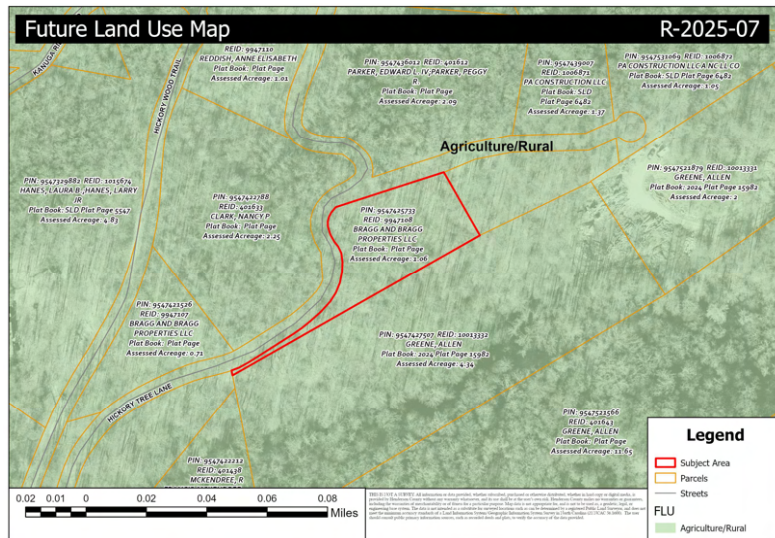 Future Land Use Map
R-2025-07
REID: 9947110
REDDISH, ANNE ELISABETH
Plat Book: Plat Page
Assessed Acreage: 1.01
PIN: 9547436012 REID: 401612
PARKER, EDWARD L. IV;PARKER, PEGGY
R
Plat Book: Plat Page
Assessed Acreage: 2.09
PIN: 9547439007
REID: 1006871
PA CONSTRUCTION LLC
Plat Book: SLD
Plat Page 6482
Assessed Acreage: 1.37
PIN: 9547531069 REID: 1006872
PA CONSTRUCTION LLC A NC LL CO
Plat Book: SLD Plat Page 6482
Assessed Acreage: 1.05
HICKORY WOOD TRAIL
Agriculture/Rural
PIN: 9547329882 REID: 1015674
HANES, LAURA B.;HANES, LARRY
JR
Plat Book: SLD Plat Page 5547
Assessed Acreage: 4.83
PIN: 9547422788
REID: 401633
CLARK, NANCY P
Plat Book: Plat Page
Assessed Acreage: 2.25
PIN: 9547425733
REID: 9947108
BRAGG AND BRAGG
PROPERTIES LLC
Plat Book: Plat Page
Assessed Acreage: 1.06
PIN: 9547521879 REID: 10013331
GREENE, ALLEN
Plat Book: 2024 Plat Page 15982
Assessed Acreage: 2
PIN: 9547421526
REID: 9947107
BRAGG AND BRAGG
PROPERTIES LLC
Plat Book: Plat Page
Assessed Acreage: 0.71
PIN: 9547427507 REID: 10013332
GREENE, ALLEN
Plat Book: 2024 Plat Page 15982
Assessed Acreage: 4.34
HICKORY TREE LANE
PIN: 9547521566
REID: 401643
GREENE, ALLEN
Plat Book: Plat Page
Assessed Acreage: 11.65
PIN: 9547422212
REID: 401438
MCKENDREE, R
Legend
Subject Area
Parcels
Streets
FLU
Agriculture/Rural
0.02 0.01 0 0.02 0.04 0.06 0.08
Miles